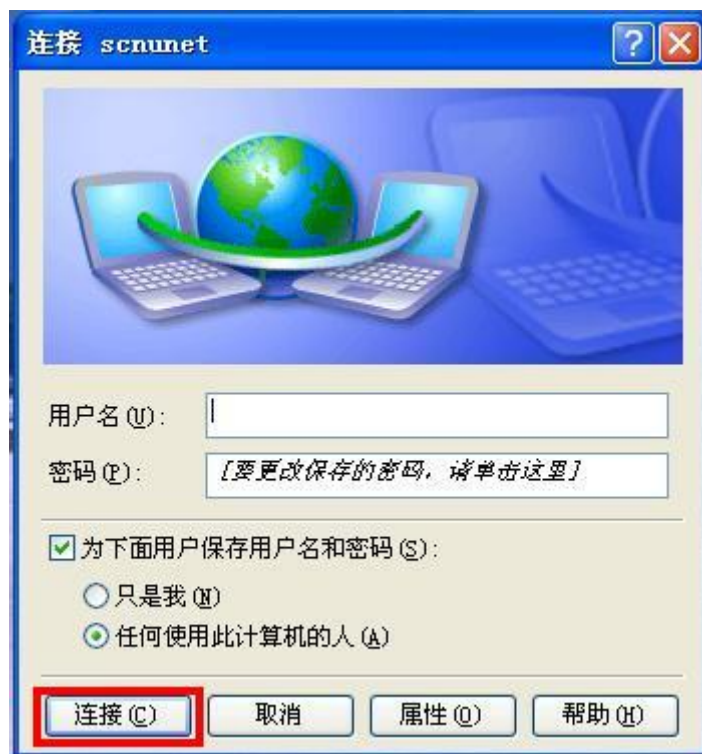 连接 scnunet
用户名(U):
密码(P):
[要更改保存的密码，请单击这里]
为下面用户保存用户名和密码(S):
只是我(N)
任何使用此计算机的人(A)
连接(C) 取消 属性(O) 帮助(H)